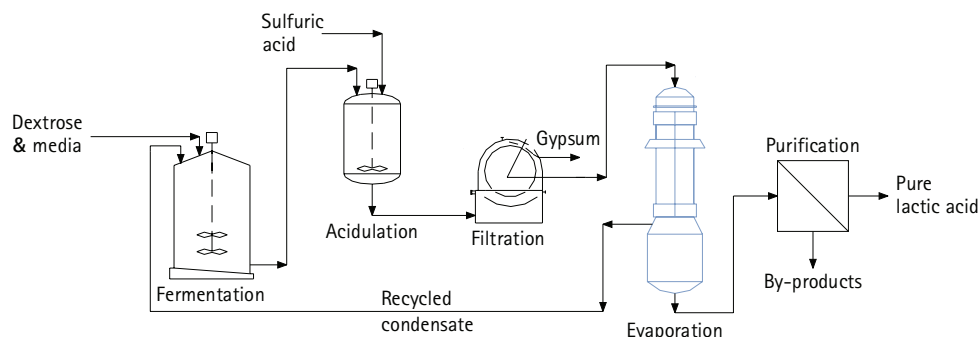 Sulfuric
acid
Dextrose
& media
Gypsum
Purification
Pure
lactic acid
Acidulation
Filtration
By-products
Fermentation
Recycled
condensate
Evaporation